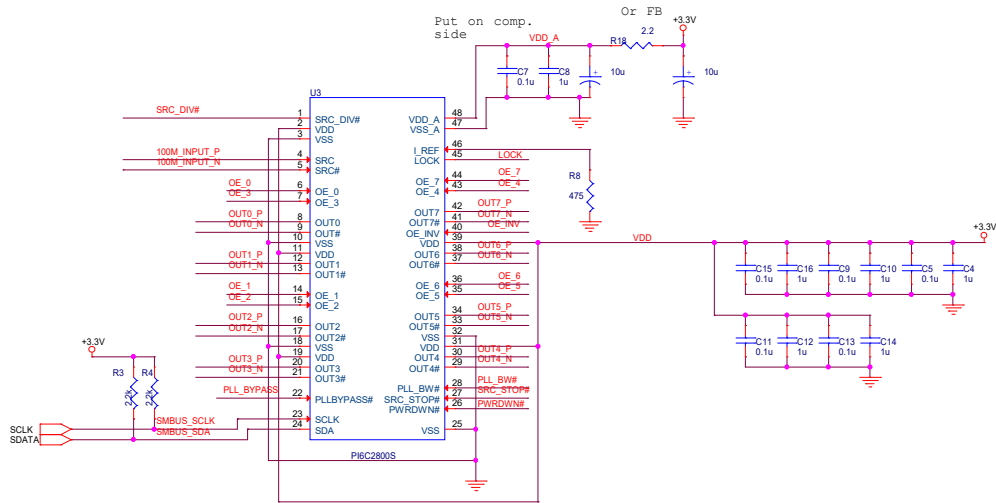 Put on comp.
side
Or FB
+3.3V
VDD_A
R18
2.2
C7
0.1u
C8
1u
10u
10u
U3
SRC_DIV#
1
2
3
SRC_DIV#
VDD
VSS
VDD_A
VSS_A
48
47
100M_INPUT_P
100M_INPUT_N
4
5
SRC
SRC#
I_REF
LOCK
46
45
LOCK
R8
475
OE_0
OE_3
6
7
OE_0
OE_3
OE_7
OE_4
44
43
OE_7
OE_4
OUT0_P
OUT0_N
8
9
10
11
OUT0
OUT#
VSS
VDD
OUT7
OUT7#
OE_INV
VDD
42
41
40
39
OUT7_P
OUT7_N
OE_INV
VDD
+3.3V
OUT1_P
OUT1_N
12
13
OUT1
OUT1#
OUT6
OUT6#
38
37
OUT6_P
OUT6_N
C15
0.1u
C16
1u
C9
0.1u
C10
1u
C5
0.1u
C4
1u
OE_1
OE_2
14
15
OE_1
OE_2
OE_6
OE_5
36
35
OE_6
OE_5
OUT2_P
OUT2_N
16
17
18
19
OUT2
OUT2#
VSS
VDD
OUT5
OUT5#
VSS
VDD
34
33
32
31
OUT5_P
OUT5_N
C11
0.1u
C12
1u
C13
0.1u
C14
1u
+3.3V
R3
2.2k
R4
2.2k
OUT3_P
OUT3_N
20
21
OUT3
OUT3#
OUT4
OUT4#
30
29
OUT4_P
OUT4_N
PLL_BYPASS
22
PLLBYPASS#
PLL_BW#
SRC_STOP#
PWRDWN#
28
27
26
PLL_BW#
SRC_STOP#
PWRDWN#
SCLK
SDATA
SMBUS_SCLK
SMBUS_SDA
23
24
SCLK
SDA
VSS
25
PI6C2800S